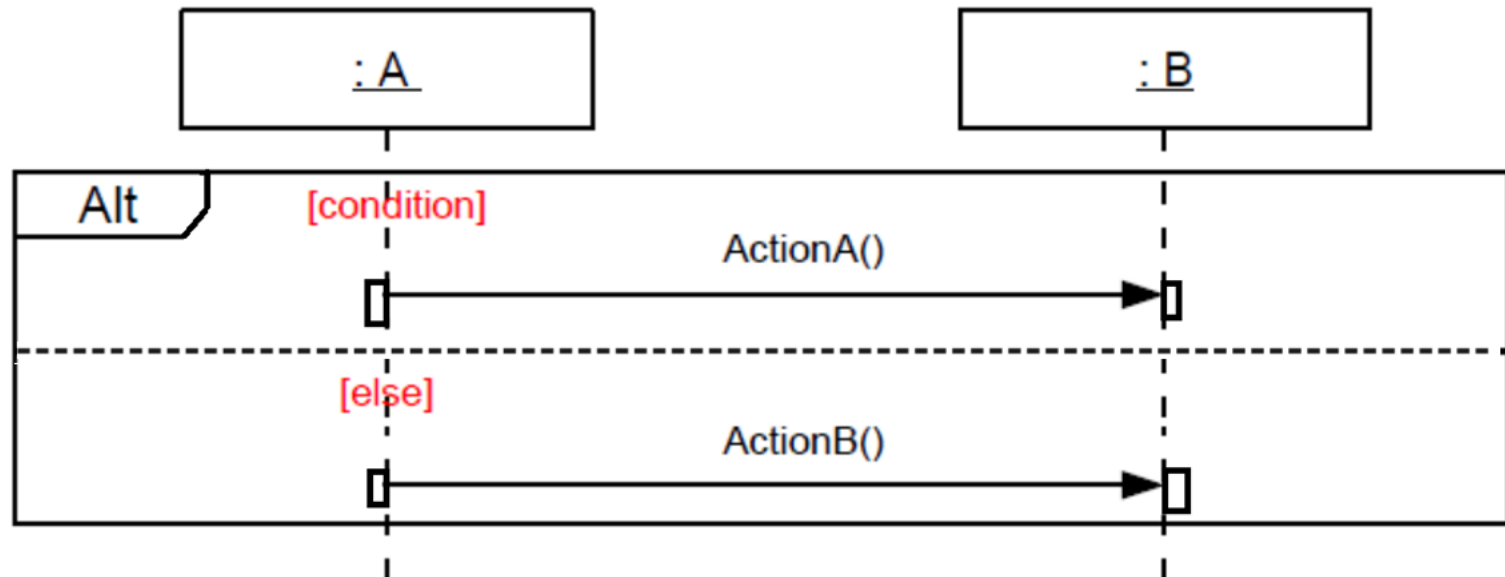 : A
: B
Alt
[condition]
ActionA()
[else]
ActionB()